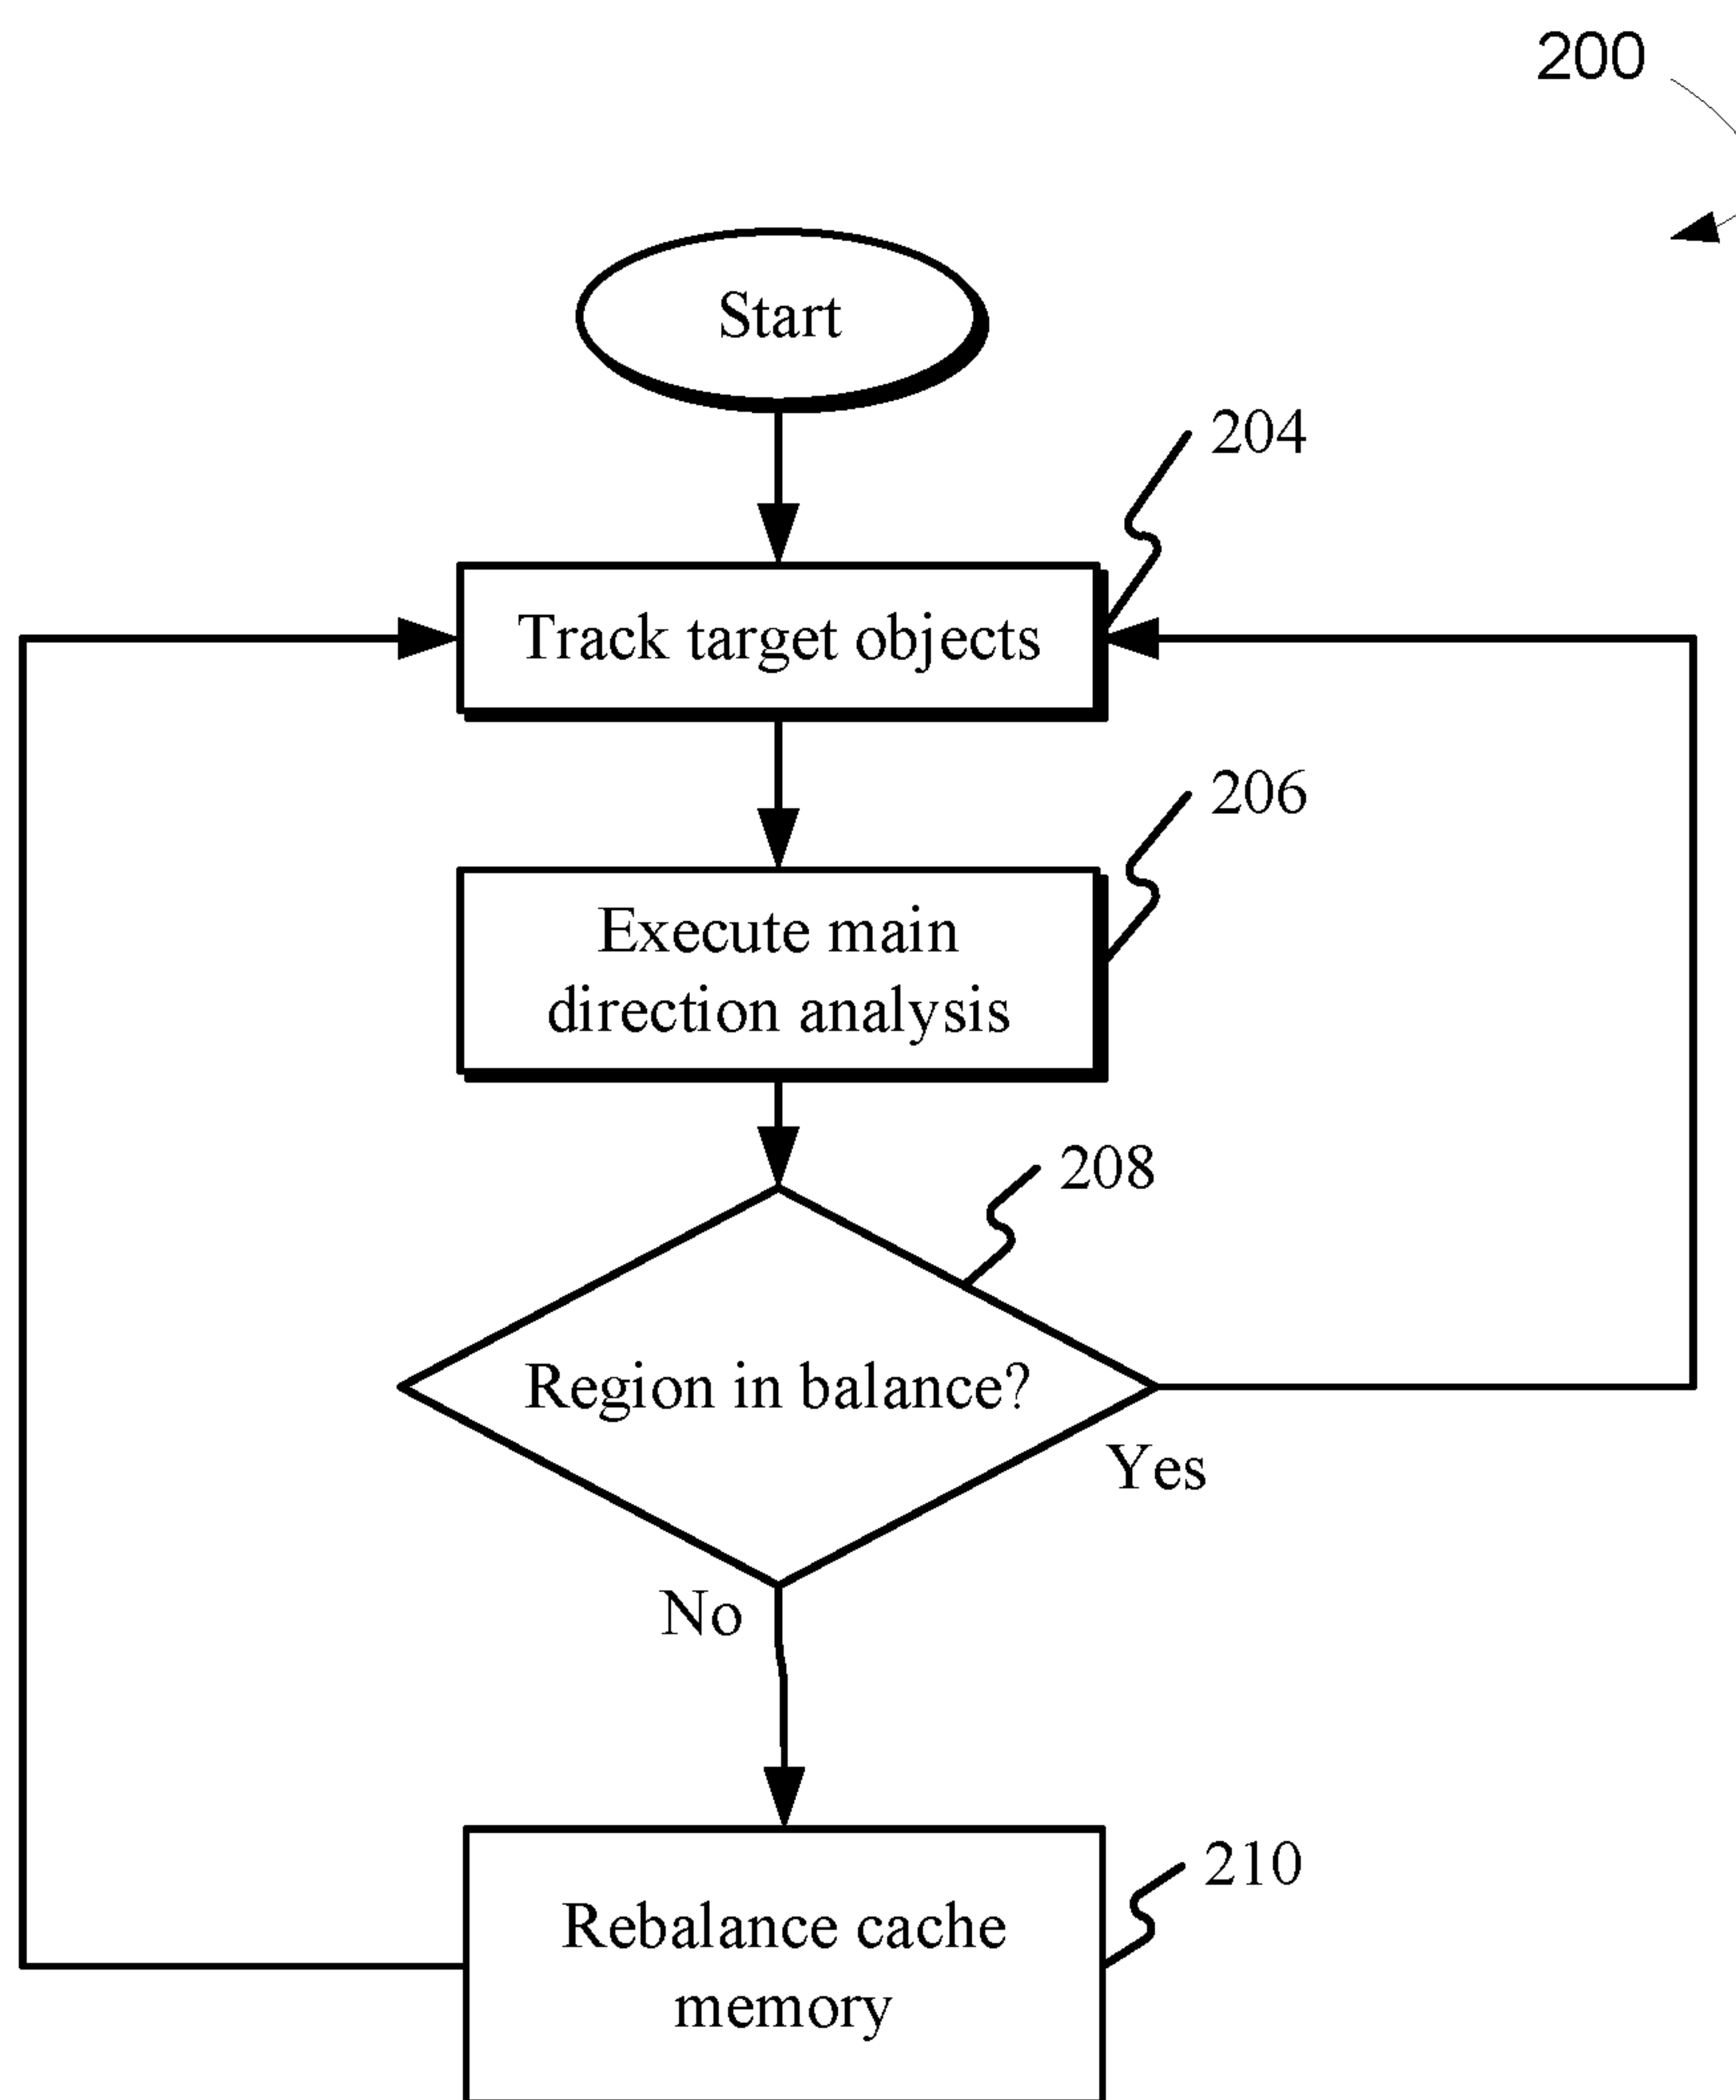 200
Start
204
Track target objects
206
Execute main
direction analysis
208
Region in balance?
Yes
No
210
Rebalance cache
memory